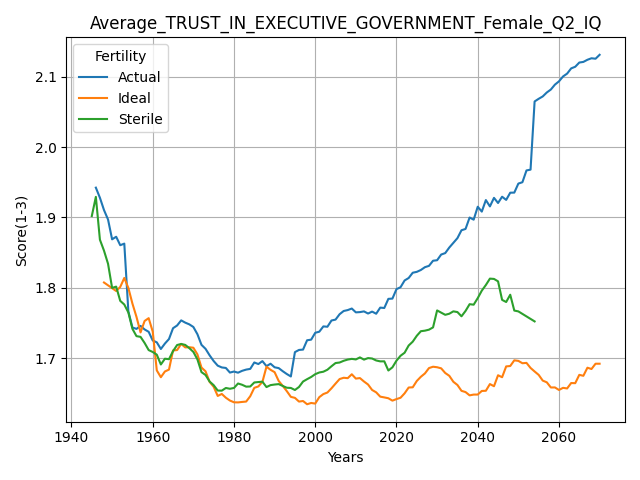 Average_TRUST_IN_EXECUTIVE_GOVERNMENT_Female_Q2_IQ
Fertility
Actual
Ideal
Sterile
Score(1-3)
2.1
2.0
1.9
1.8
1.7
1940 1960 1980 2000 2020 2040 2060
Years